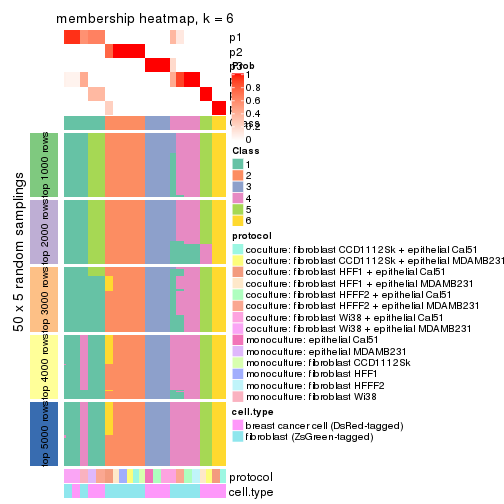 membership heatmap, k = 6
p1
p2
p3
Prob
1
0.8
0.6
0.4
0.2
0
Class
Class
1
2
3
4
5
6
protocol
coculture: fibroblast CCD1112Sk + epithelial Cal51
coculture: fibroblast CCD1112Sk + epithelial MDAMB231
coculture: fibroblast HFF1 + epithelial Cal51
coculture: fibroblast HFF1 + epithelial MDAMB231
coculture: fibroblast HFFF2 + epithelial Cal51
coculture: fibroblast HFFF2 + epithelial MDAMB231
coculture: fibroblast Wi38 + epithelial Cal51
coculture: fibroblast Wi38 + epithelial MDAMB231
monoculture: epithelial Cal51
monoculture: epithelial MDAMB231
monoculture: fibroblast CCD1112Sk
monoculture: fibroblast HFF1
monoculture: fibroblast HFFF2
monoculture: fibroblast Wi38
cell.type
breast cancer cell (DsRed-tagged)
fibroblast (ZsGreen-tagged)
50 x 5 random samplings
top 1000 rows
top 2000 rows
top 3000 rows
top 4000 rows
top 5000 rows
protocol
cell.type